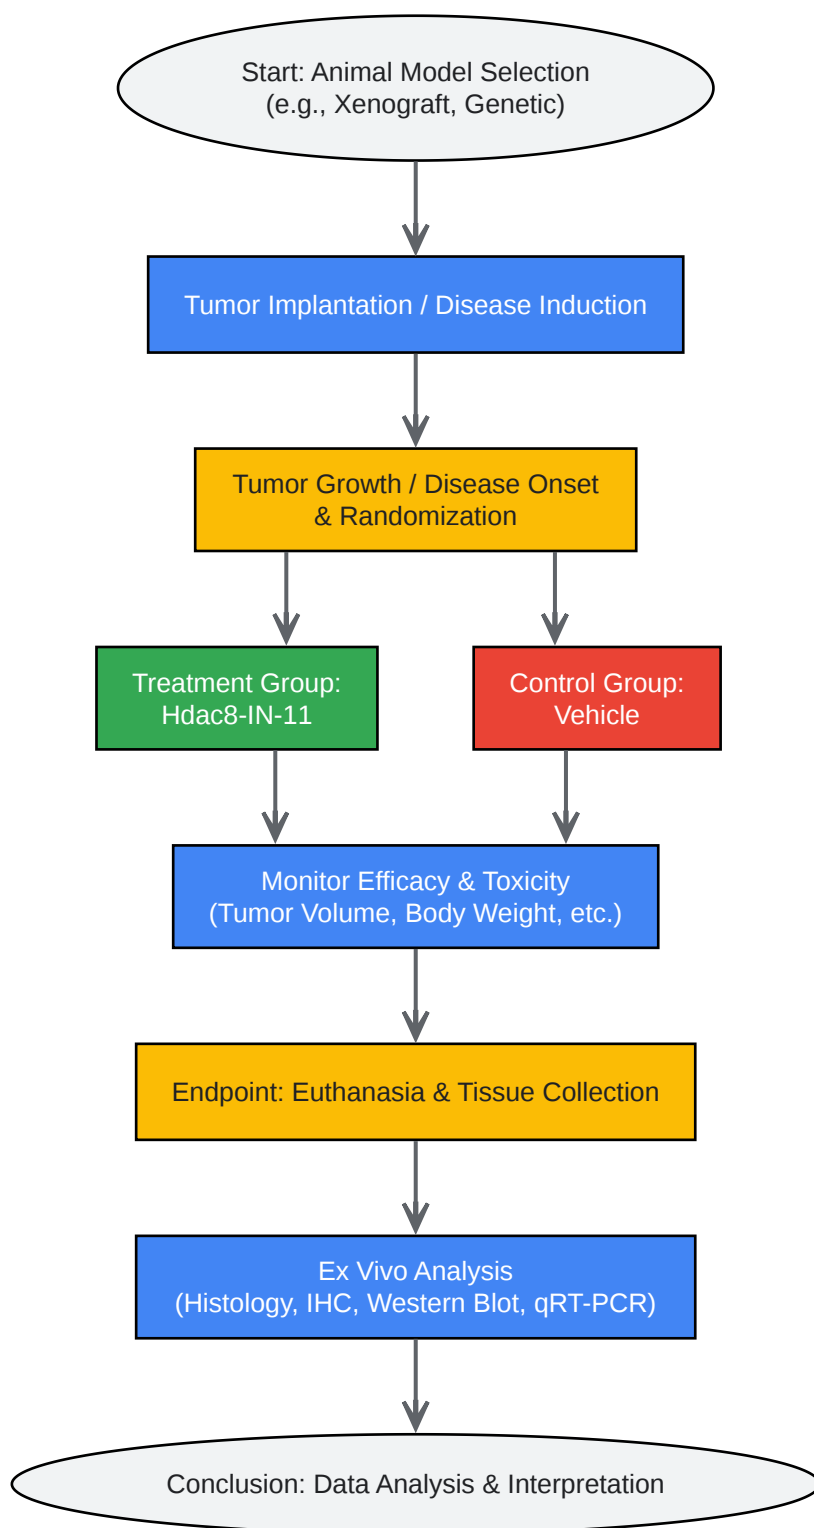 Start: Animal Model Selection
(e.g., Xenograft, Genetic)
Tumor Implantation / Disease Induction
Tumor Growth / Disease Onset
& Randomization
Treatment Group:
Hdac8-IN-11
Control Group:
Vehicle
Monitor Efficacy & Toxicity
(Tumor Volume, Body Weight, etc.)
Endpoint: Euthanasia & Tissue Collection
Ex Vivo Analysis
(Histology, IHC, Western Blot, qRT-PCR)
Conclusion: Data Analysis & Interpretation